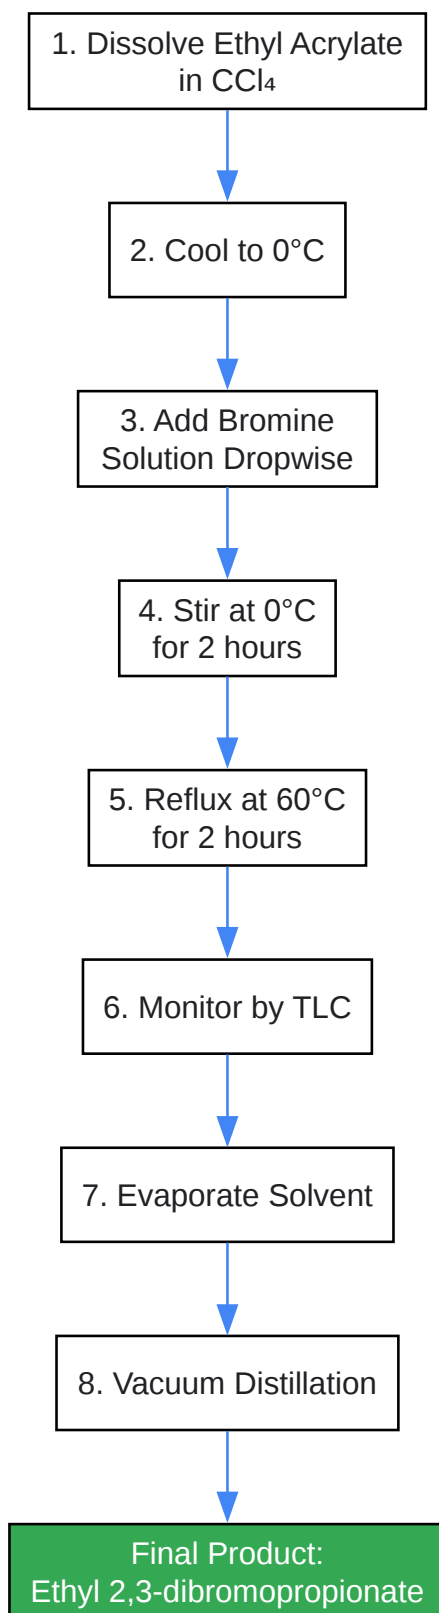 1. Dissolve Ethyl Acrylate
in CCl₄
2. Cool to 0°C
3. Add Bromine
Solution Dropwise
4. Stir at 0°C
for 2 hours
5. Reflux at 60°C
for 2 hours
6. Monitor by TLC
7. Evaporate Solvent
8. Vacuum Distillation
Final Product:
Ethyl 2,3-dibromopropionate